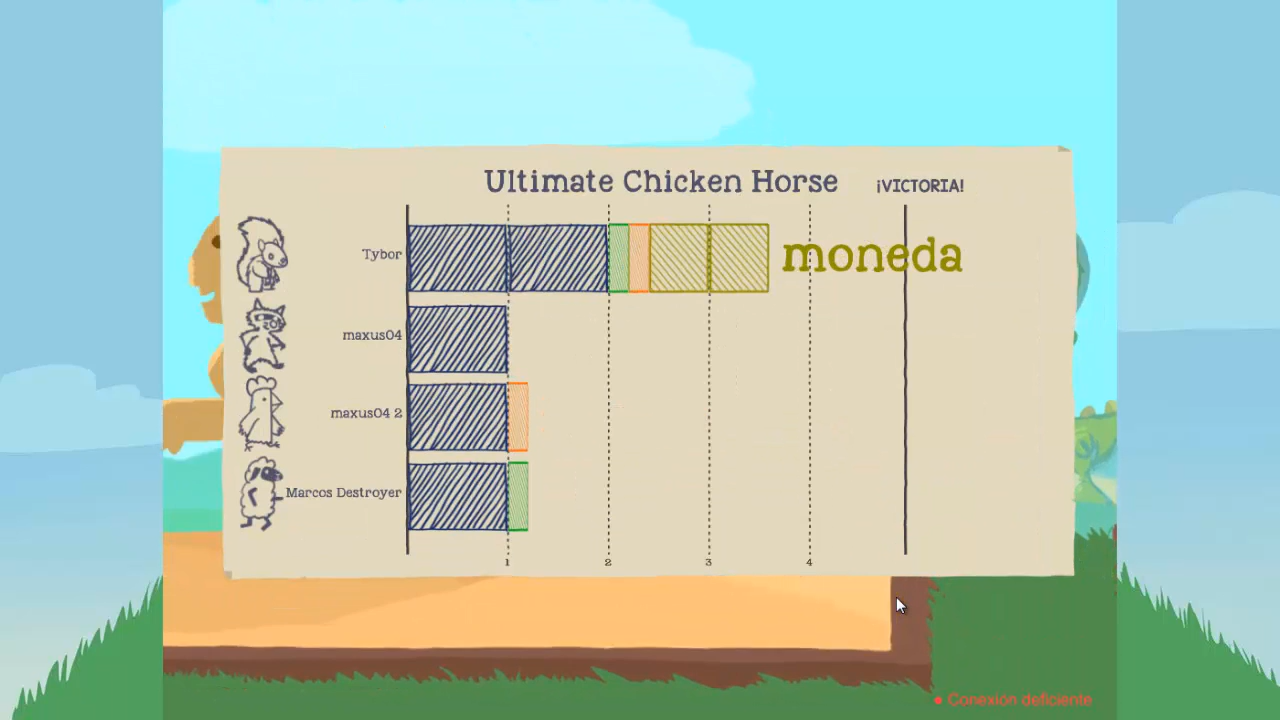 Ultimate Chicken Horse
¡VICTORIA!
Tybor
moneda
maxus04
maxus04 2
Marcos Destroyer
1 2 3 4
• Conexión deficiente